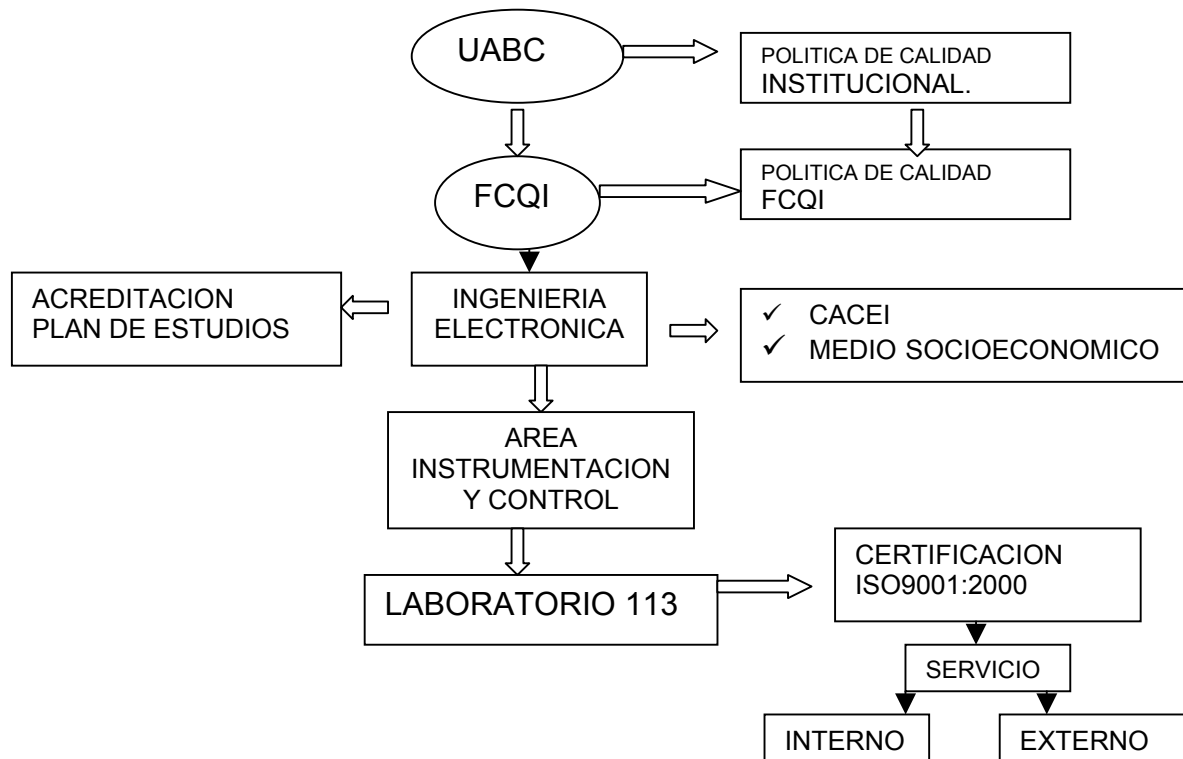 UABC
POLITICA DE CALIDAD
INSTITUCIONAL.
FCQI
POLITICA DE CALIDAD
FCQI
ACREDITACION
PLAN DE ESTUDIOS
INGENIERIA
ELECTRONICA
✓ CACEI
✓ MEDIO SOCIOECONOMICO
AREA
INSTRUMENTACION
Y CONTROL
LABORATORIO 113
CERTIFICACION
ISO9001:2000
SERVICIO
INTERNO
EXTERNO